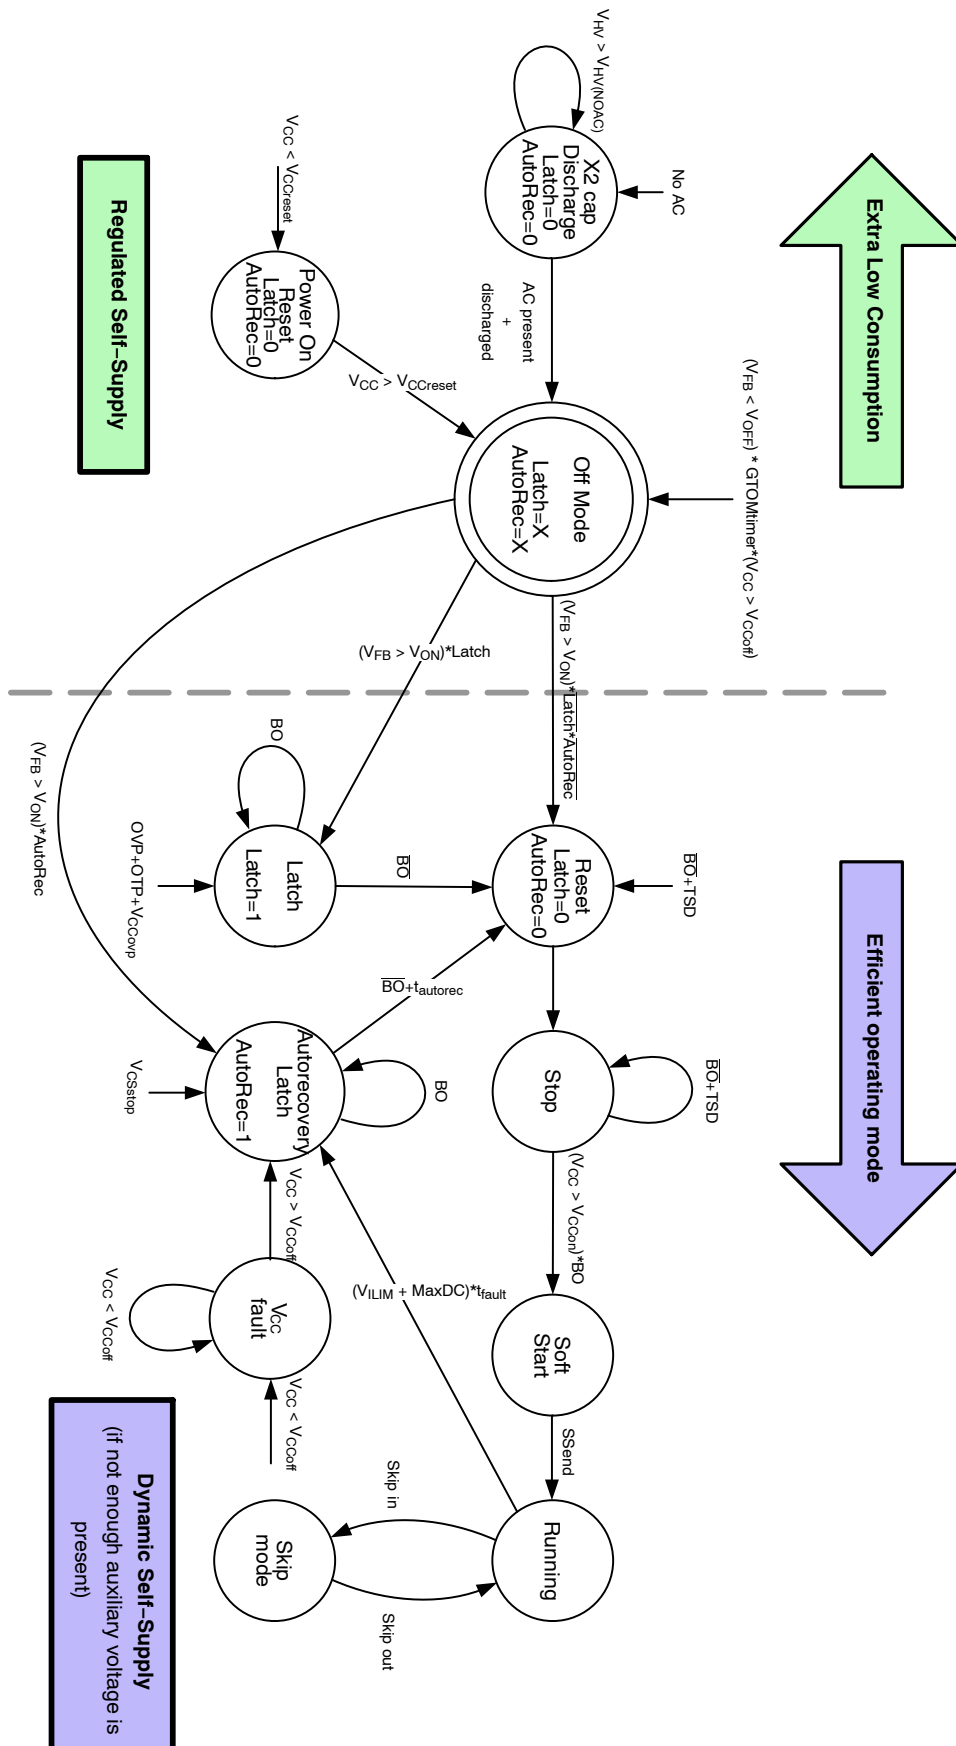 Extra Low Consumption
Efficient operating mode
(VFB < VOFF) * GTOMtimer*(VCC > VCCoff)
No AC
VHV > VHV(NOAC)
X2 cap
Discharge
Latch=0
AutoRec=0
AC present
+
discharged
Off Mode
Latch=X
AutoRec=X
(VFB > VON)*L̅a̅t̅c̅h̅*A̅u̅t̅o̅R̅e̅c̅
B̅O̅+TSD
Reset
Latch=0
AutoRec=0
B̅O̅+TSD
Stop
(VCC > VCCon)*BO
Soft
Start
SSend
Running
VCC < VCCreset
Power On
Reset
Latch=0
AutoRec=0
VCC > VCCreset
(VFB > VON)*Latch
BO
Latch
Latch=1
OVP+OTP+VCCovp
B̅O̅
B̅O̅+tautorec
BO
Autorecovery
Latch
AutoRec=1
VCSstop
(VFB > VON)*AutoRec
VCC > VCCoff
VCC
fault
VCC < VCCoff
VCC < VCCoff
(VILIM + MaxDC)*tfault
Skip in
Skip out
Skip
mode
Regulated Self–Supply
Dynamic Self–Supply
(if not enough auxiliary voltage is
present)